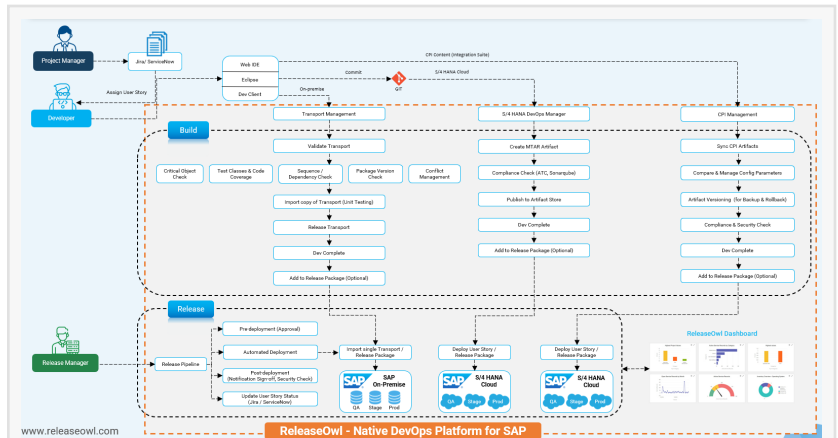 Project Manager
Jira/ ServiceNow
Assign User Story
Developer
Web IDE
Eclipse
Dev Client
CPI Content (Integration Suite)
Commit
GIT
S/4 HANA Cloud
On-premise
Transport Management
S/4 HANA DevOps Manager
CPI Management
Build
Validate Transport
Create MTAR Artifact
Sync CPI Artifacts
Critical Object
Check
Test Classes & Code
Coverage
Sequence /
Dependency Check
Package Version
Check
Conflict
Management
Compliance Check (ATC, Sonarqube)
Compare & Manage Config Parameters
Import copy of Transport (Unit Testing)
Publish to Artifact Store
Artifact Versioning (for Backup & Rollback)
Release Transport
Dev Complete
Compliance & Security Check
Dev Complete
Add to Release Package (Optional)
Dev Complete
Add to Release Package (Optional)
Add to Release Package (Optional)
Release
Release Manager
Release Pipeline
Pre deployment (Approval)
Automated Deployment
Post-deployment
(Notification Sign-off, Security Check)
Update User Story Status
(Jira / ServiceNow)
Import single Transport /
Release Package
Deploy User Story /
Release Package
Deploy User Story /
Release Package
SAP
SAP
On-Premise
QA
Stage
Prod
SAP
S/4 HANA
Cloud
QA
Stage
Prod
SAP
S/4 HANA
Cloud
QA
Stage
Prod
ReleaseOwl Dashboard
www.releaseowl.com
ReleaseOwl - Native DevOps Platform for SAP